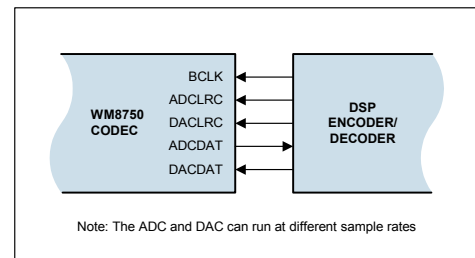 WM8750
CODEC
BCLK
ADCLRC
DACLRC
ADCDAT
DACDAT
DSP
ENCODER/
DECODER
Note: The ADC and DAC can run at different sample rates